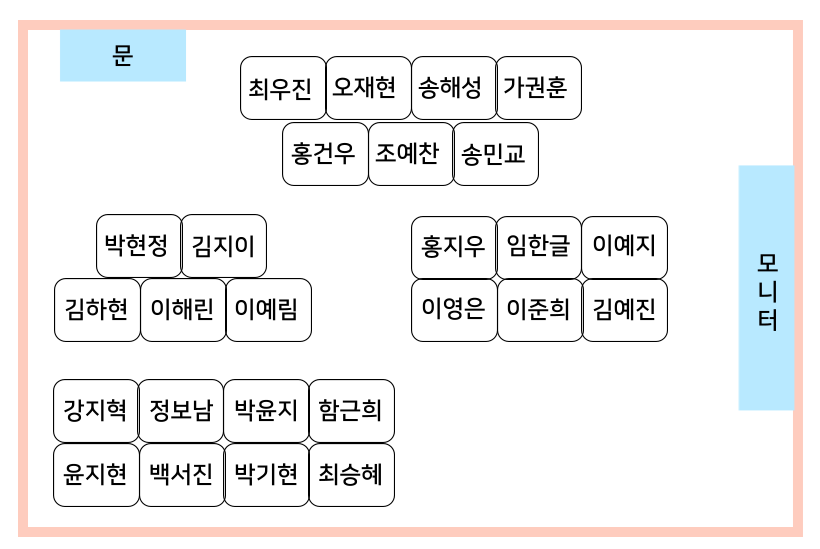 문
최우진 오재현 송해성 가권훈
홍건우 조예찬 송민교
박현정 김지이
김하현 이해린 이예림
홍지우 임한글 이예지
이영은 이준희 김예진
모니터
강지혁 정보남 박윤지 함근희
윤지현 백서진 박기현 최승혜